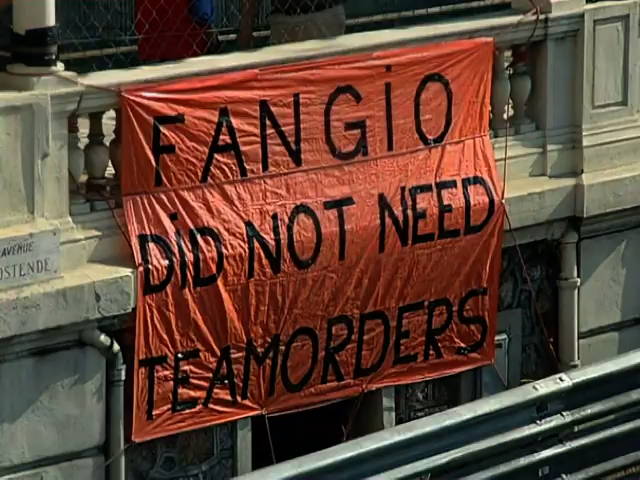 FANGiO
DiD NOT NEED
TEAMORDERS
AVENUE
OSTENDE